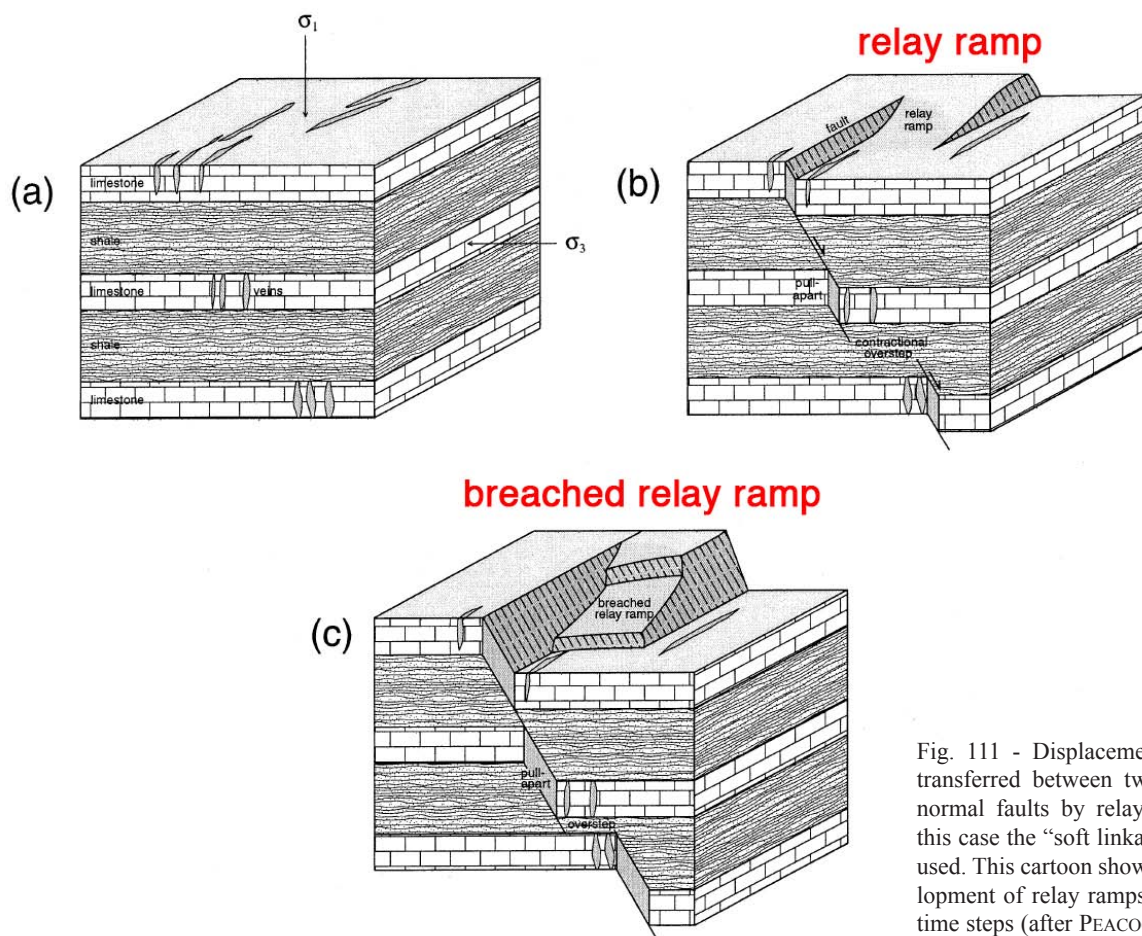 σ1
(a)
limestone
shale
σ3
limestone
veins
shale
limestone
relay ramp
(b)
fault
relay
ramp
pull-
apart
contractional
overstep
breached relay ramp
(c)
breached
relay ramp
pull-
apart
overstep
Fig. 111 - Displaceme
transferred between tw
normal faults by relay
this case the “soft linka
used. This cartoon show
lopment of relay ramps
time steps (after PEACO